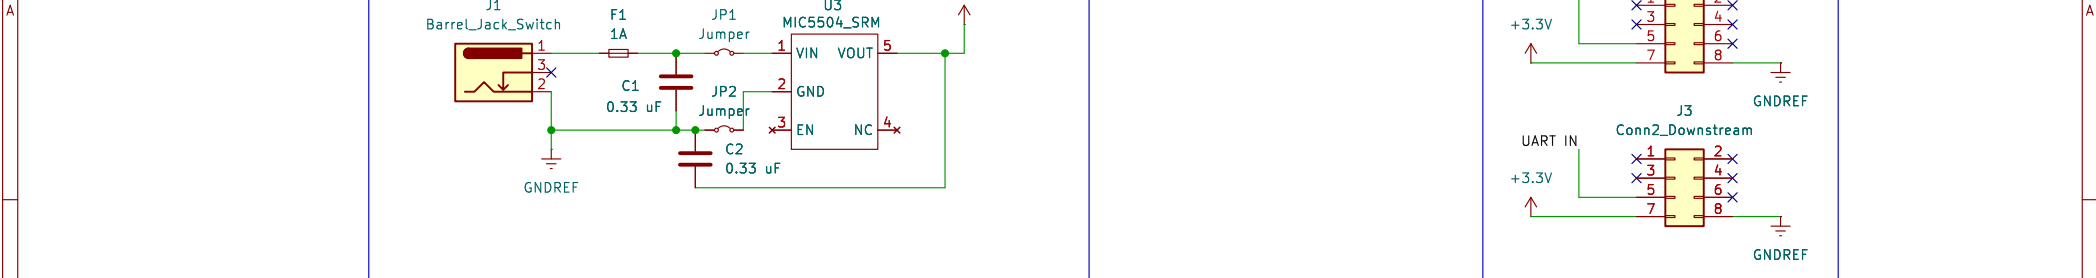 A
J1
Barrel_Jack_Switch
1
3
2
F1
1A
C1
0.33 uF
JP1
Jumper
JP2
Jumper
C2
0.33 uF
GNDREF
U3
MIC5504_SRM
1 VIN VOUT 5
2 GND
3 EN NC 4
+3.3V
1 2
3 4
5 6
7 8
GNDREF
J3
Conn2_Downstream
UART IN
+3.3V
1 2
3 4
5 6
7 8
GNDREF
A